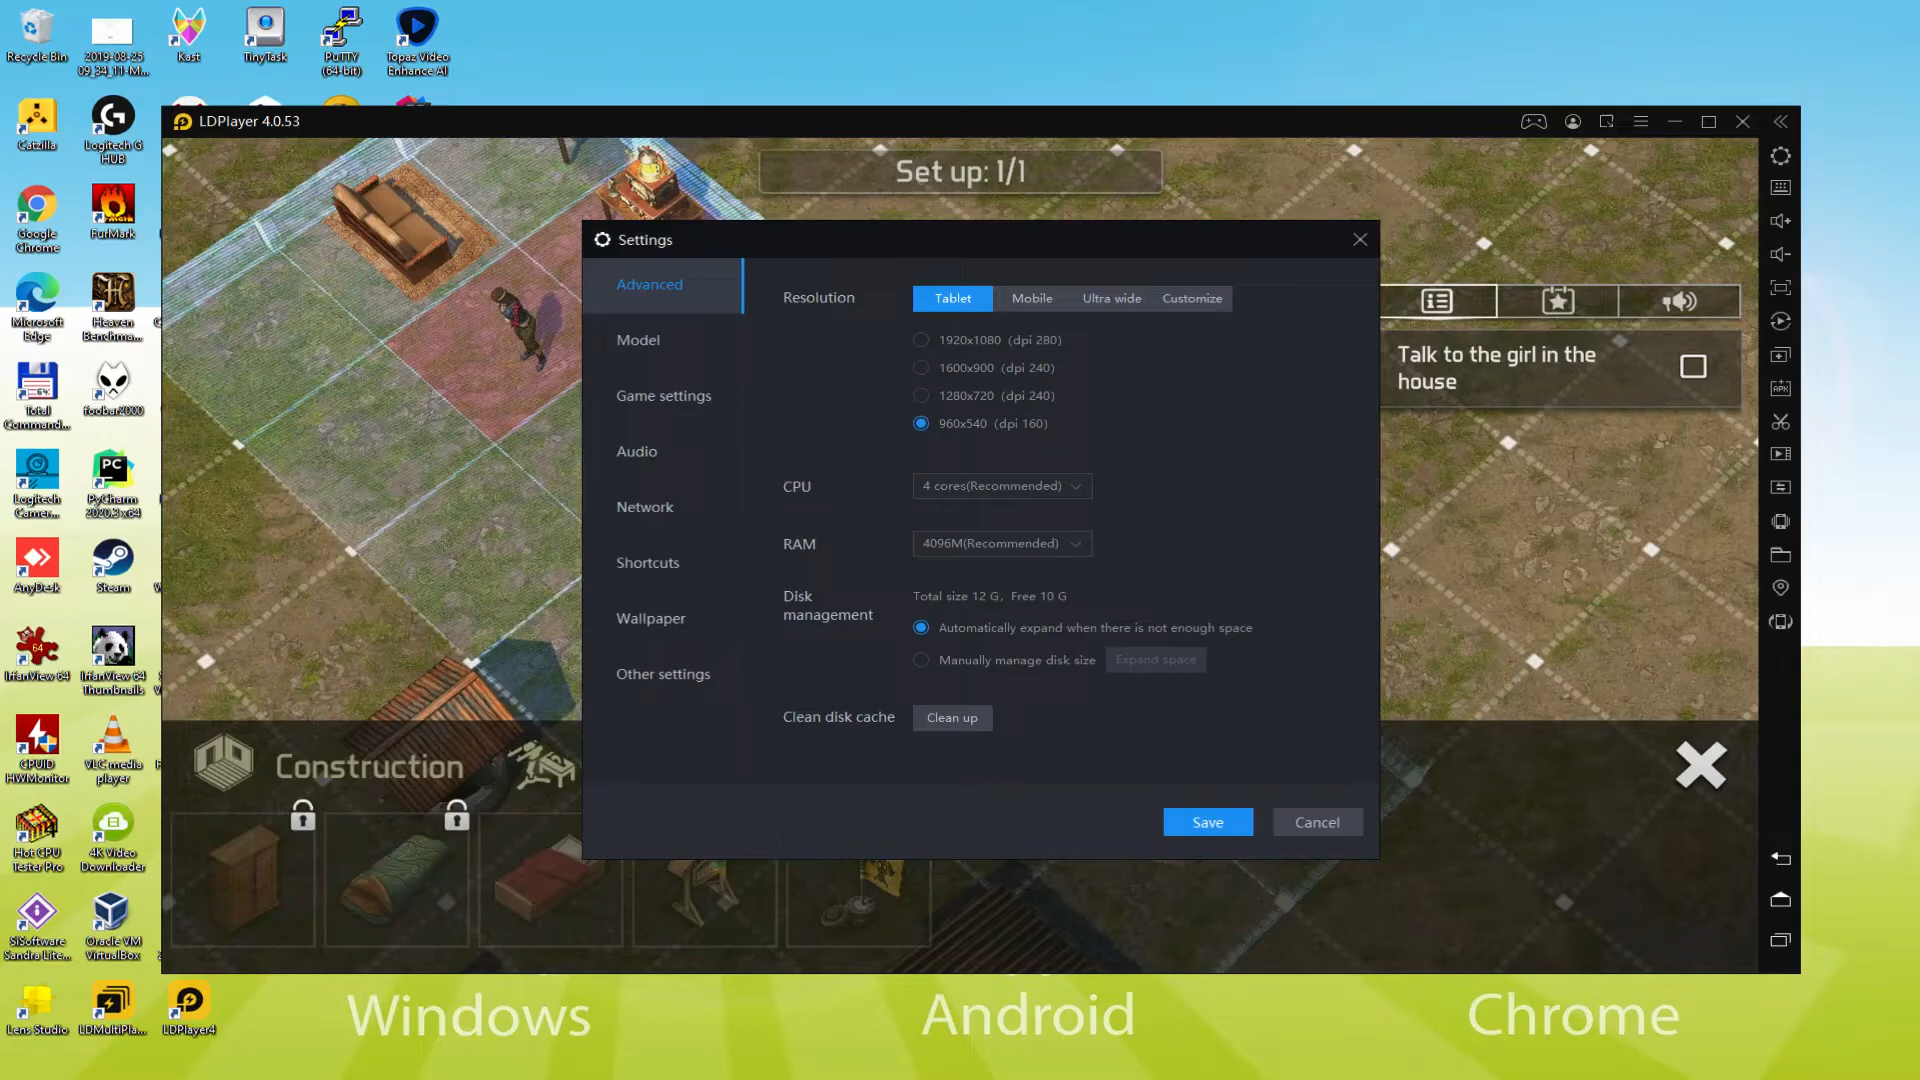 Recycle Bin
2019-08-25
09_34_11-M...
Kast
TinyTask
PuTTY
(64-bit)
Topaz Video
Enhance AI
Catzilla
Logitech G
HUB
Google
Chrome
FurMark
Microsoft
Edge
Heaven
Benchma...
Total
Command...
foobar2000
Logitech
Camer...
PyCharm
2020.3 x64
AnyDesk
Steam
IrfanView 64
IrfanView 64
Thumbnails
CPUID
HWMonitor
VLC media
player
Hot CPU
Tester Pro
4K Video
Downloader
SiSoftware
Sandra Lite...
Oracle VM
VirtualBox
Lens Studio
LDMultiPla...
LDPlayer4
LDPlayer 4.0.53
Set up: 1/1
Talk to the girl in the
house
Settings
Advanced
Model
Game settings
Audio
Network
Shortcuts
Wallpaper
Other settings
Resolution
Tablet
Mobile
Ultra wide
Customize
1920x1080 (dpi 280)
1600x900 (dpi 240)
1280x720 (dpi 240)
960x540 (dpi 160)
CPU
4 cores(Recommended)
RAM
4096M(Recommended)
Disk
management
Total size 12 G, Free 10 G
Automatically expand when there is not enough space
Manually manage disk size
Expand space
Clean disk cache
Clean up
Save
Cancel
Construction
Windows
Android
Chrome